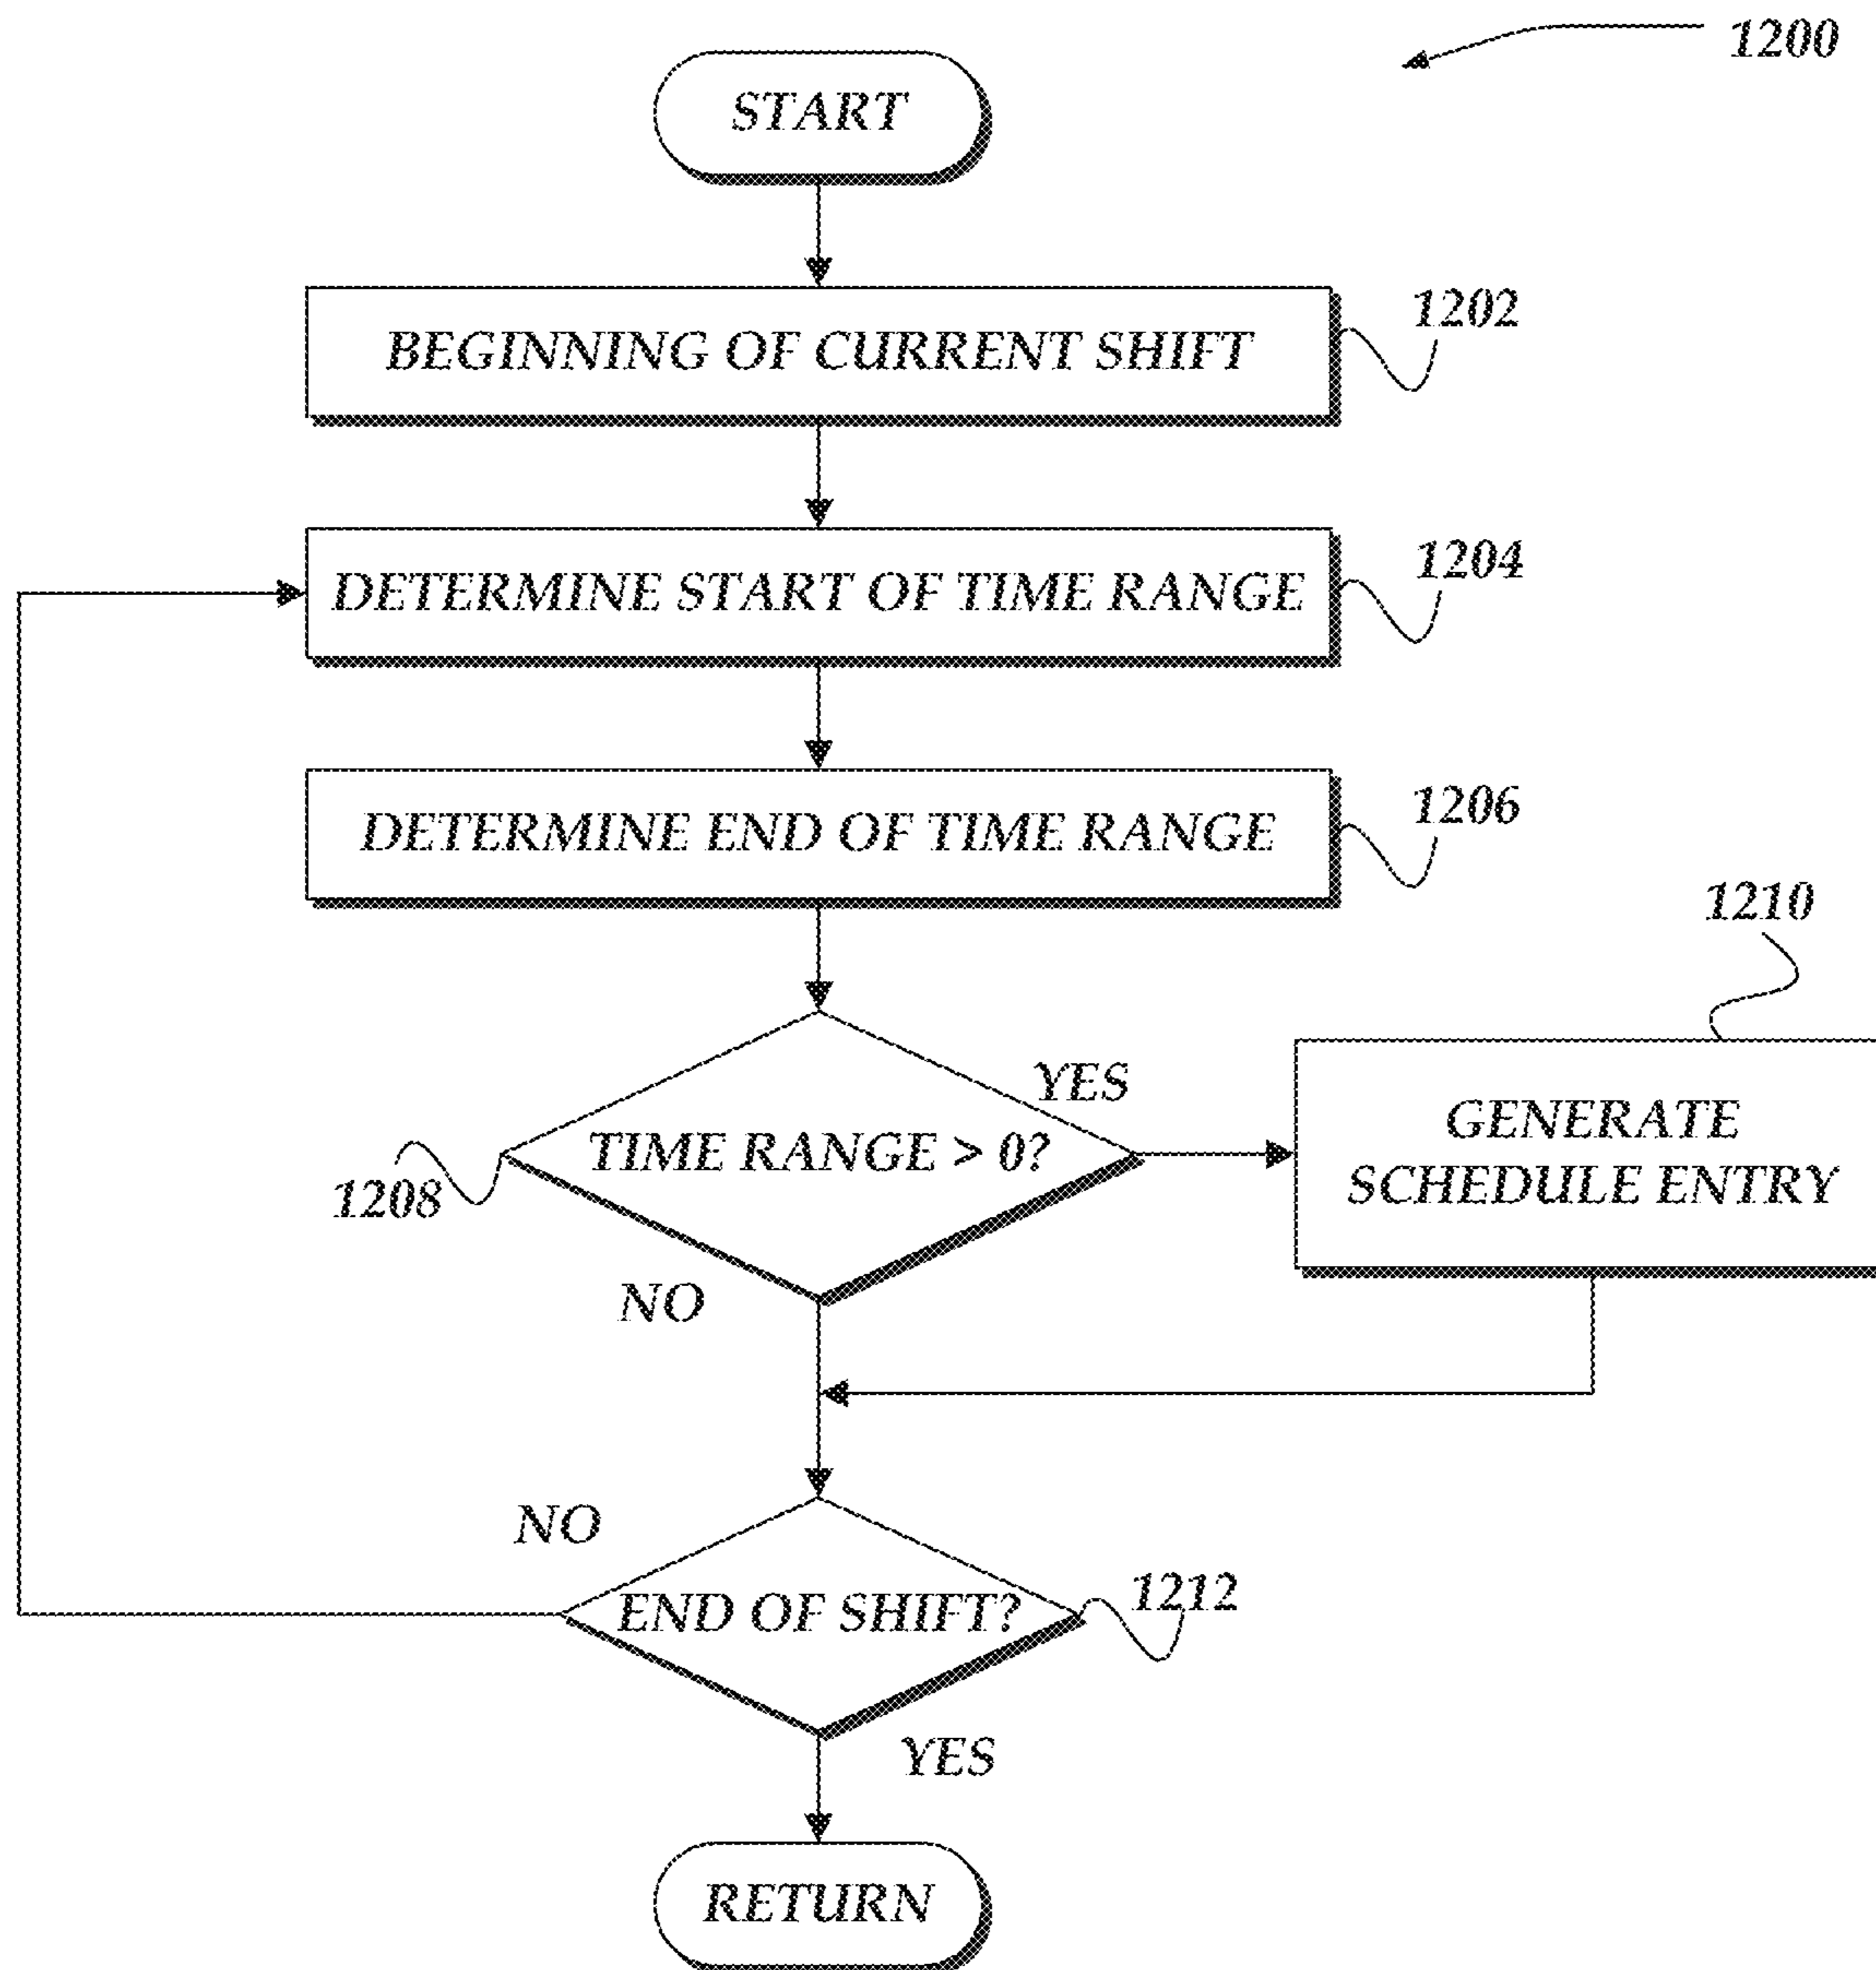 1200
START
BEGINNING OF CURRENT SHIFT
1202
DETERMINE START OF TIME RANGE
1204
DETERMINE END OF TIME RANGE
1206
1210
YES
TIME RANGE > 0?
1208
GENERATE
SCHEDULE ENTRY
NO
NO
END OF SHIFT?
1212
YES
RETURN